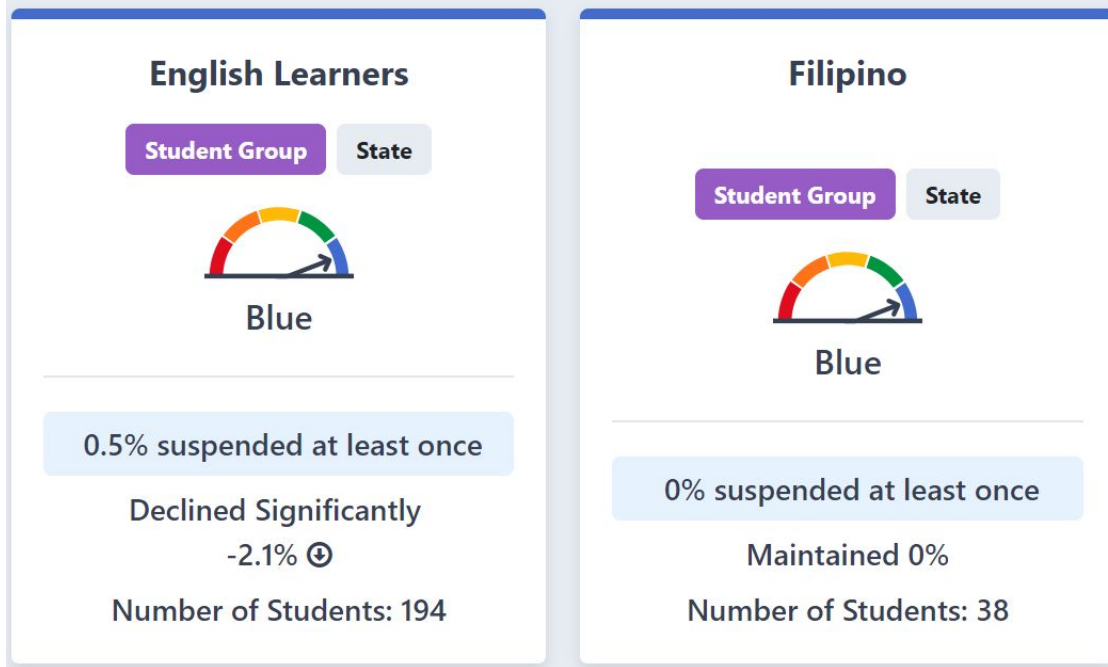 English Learners
Student Group State
Blue
0.5% suspended at least once
Declined Significantly
-2.1%
Number of Students: 194
Filipino
Student Group State
Blue
0% suspended at least once
Maintained 0%
Number of Students: 38